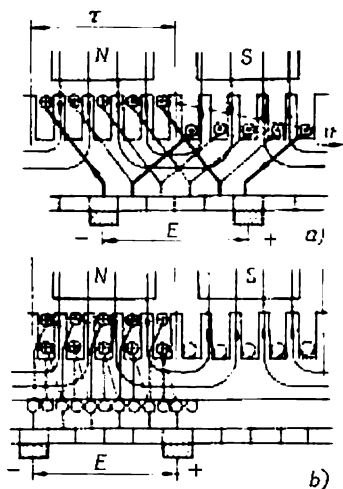 τ
N S
v
- E +
a)
N S
- E +
b)